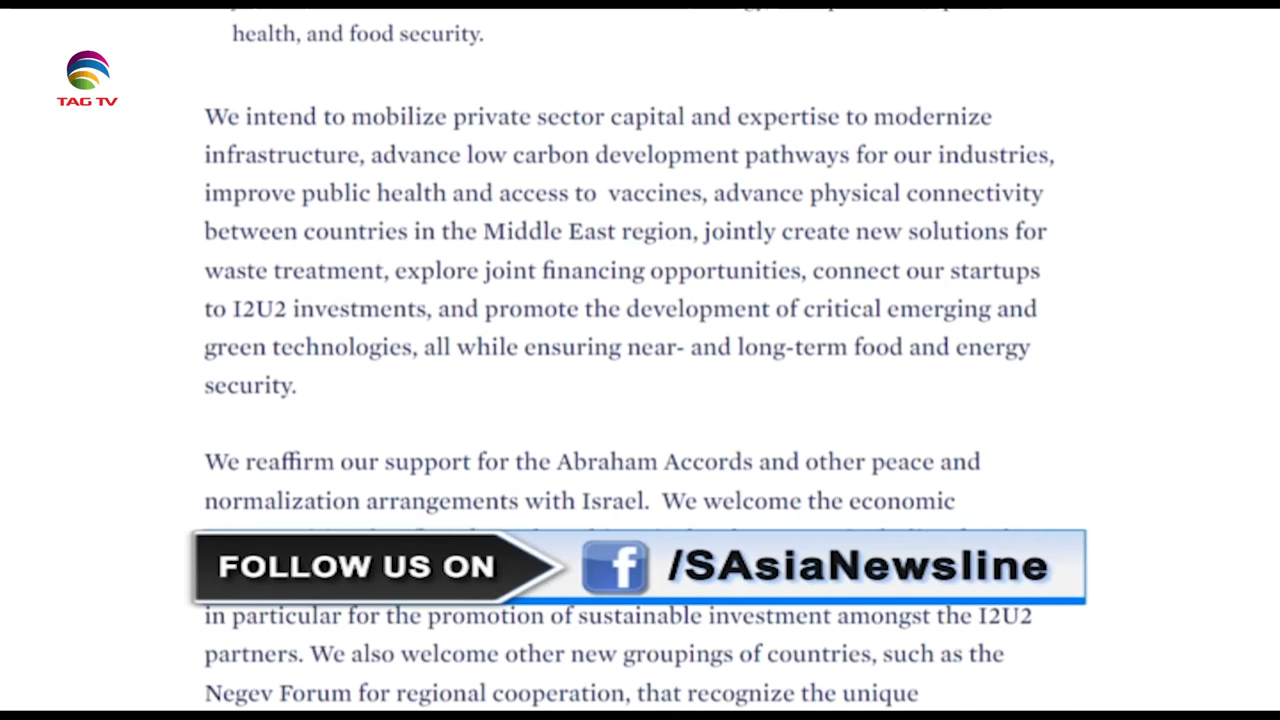 health, and food security.
TAG TV
We intend to mobilize private sector capital and expertise to modernize
infrastructure, advance low carbon development pathways for our industries,
improve public health and access to vaccines, advance physical connectivity
between countries in the Middle East region, jointly create new solutions for
waste treatment, explore joint financing opportunities, connect our startups
to I2U2 investments, and promote the development of critical emerging and
green technologies, all while ensuring near- and long-term food and energy
security.
We reaffirm our support for the Abraham Accords and other peace and
normalization arrangements with Israel. We welcome the economic
FOLLOW US ON f /SAsiaNewsline
in particular for the promotion of sustainable investment amongst the I2U2
partners. We also welcome other new groupings of countries, such as the
Negev Forum for regional cooperation, that recognize the unique